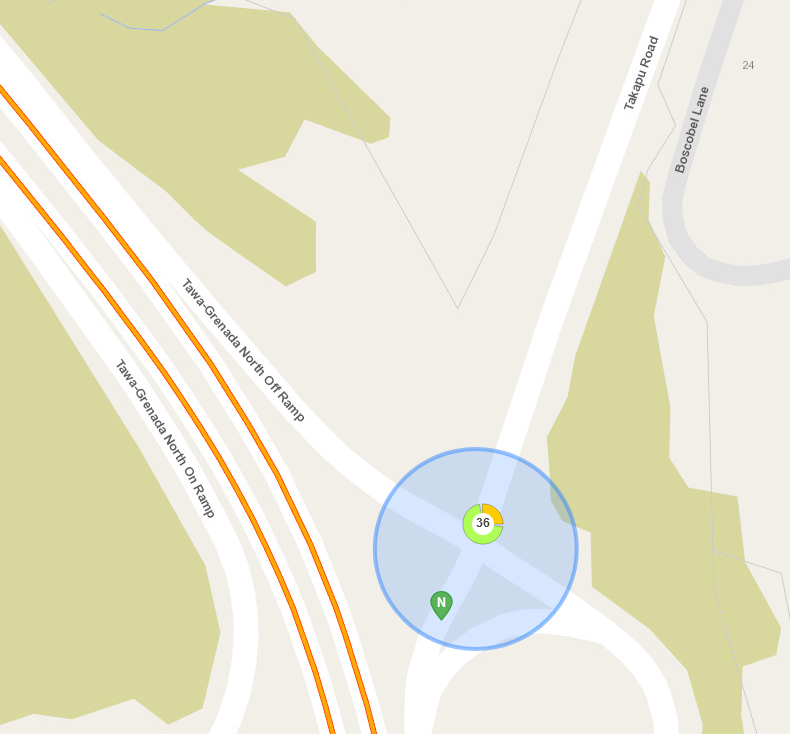 Takapu Road
24
Boscobel Lane
Tawa-Grenada North Off Ramp
Tawa-Grenada North On Ramp
36
N